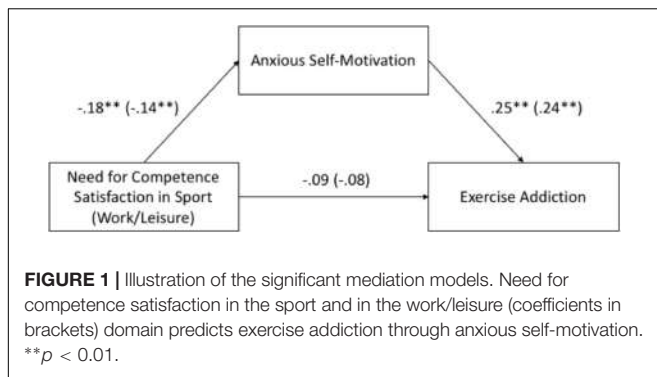 Anxious Self-Motivation
-.18** (-.14**)
.25** (.24**)
Need for Competence
Satisfaction in Sport
(Work/Leisure)
-.09 (-.08)
Exercise Addiction
FIGURE 1 | Illustration of the significant mediation models. Need for
competence satisfaction in the sport and in the work/leisure (coefficients in
brackets) domain predicts exercise addiction through anxious self-motivation.
**p < 0.01.